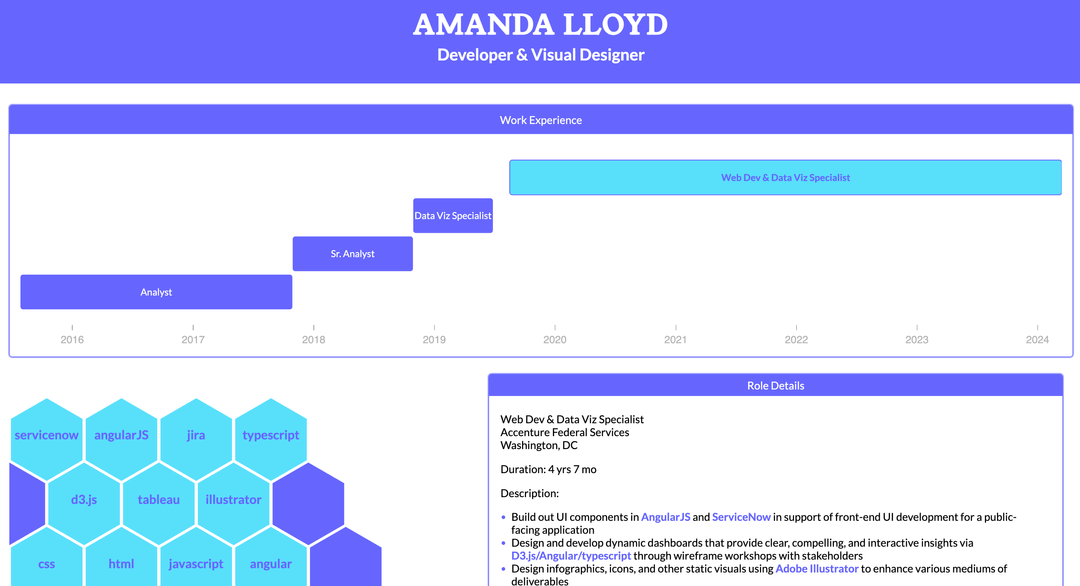 AMANDA LLOYD
Developer & Visual Designer
Work Experience
Web Dev & Data Viz Specialist
Data Viz Specialist
Sr. Analyst
Analyst
2016 2017 2018 2019 2020 2021 2022 2023 2024
servicenow angularJS jira typescript
d3.js tableau illustrator
css html javascript angular
Role Details
Web Dev & Data Viz Specialist
Accenture Federal Services
Washington, DC
Duration: 4 yrs 7 mo
Description:
• Build out UI components in AngularJS and ServiceNow in support of front-end UI development for a public-
facing application
• Design and develop dynamic dashboards that provide clear, compelling, and interactive insights via
D3.js/Angular/typescript through wireframe workshops with stakeholders
• Design infographics, icons, and other static visuals using Adobe Illustrator to enhance various mediums of
deliverables